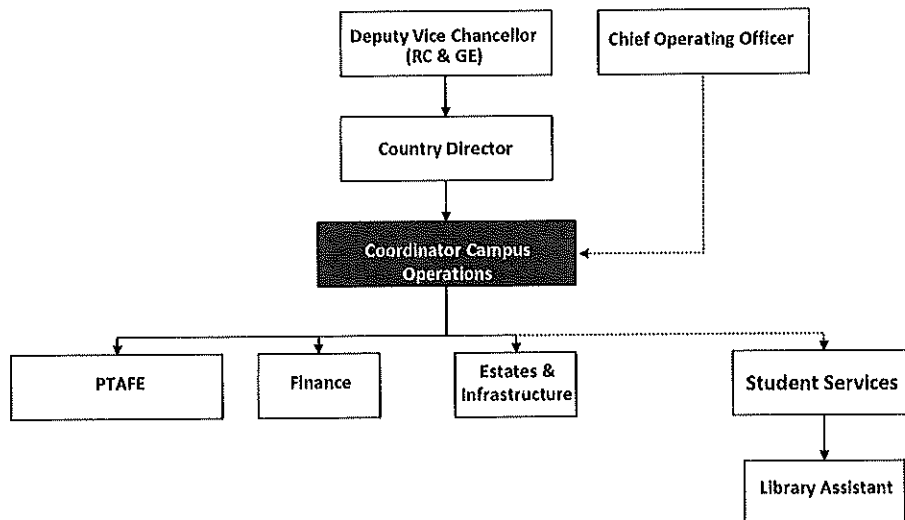 Deputy Vice Chancellor
(RC & GE)
Chief Operating Officer
Country Director
Coordinator Campus
Operations
PTAFE
Finance
Estates &
Infrastructure
Student Services
Library Assistant